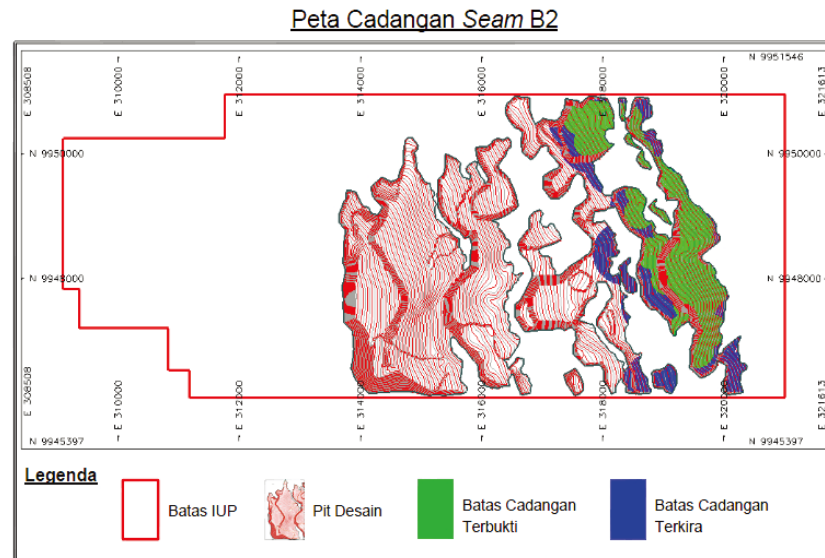 Peta Cadangan Seam B2
E 308508
E 310000
E 312000
E 314000
E 316000
E 318000
E 320000
N 9951546
E 321613
N 9950000
N 9950000
N 9948000
N 9948000
E 308508
E 310000
E 312000
E 314000
E 316000
E 318000
E 320000
E 321613
N 9945397
N 9945397
Legenda
Batas IUP
Pit Desain
Batas Cadangan
Terbukti
Batas Cadangan
Terkira